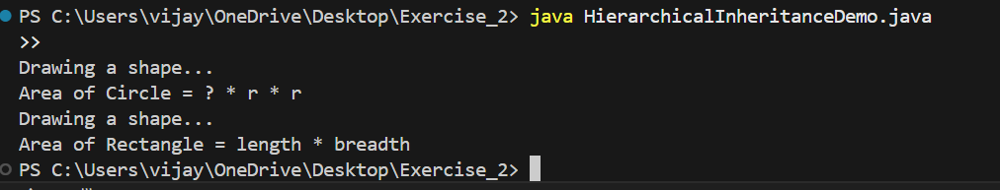 PS C:\Users\vijay\OneDrive\Desktop\Exercise_2> java HierarchicalInheritanceDemo.java
>>
Drawing a shape...
Area of Circle = ? * r * r
Drawing a shape...
Area of Rectangle = length * breadth
PS C:\Users\vijay\OneDrive\Desktop\Exercise_2>